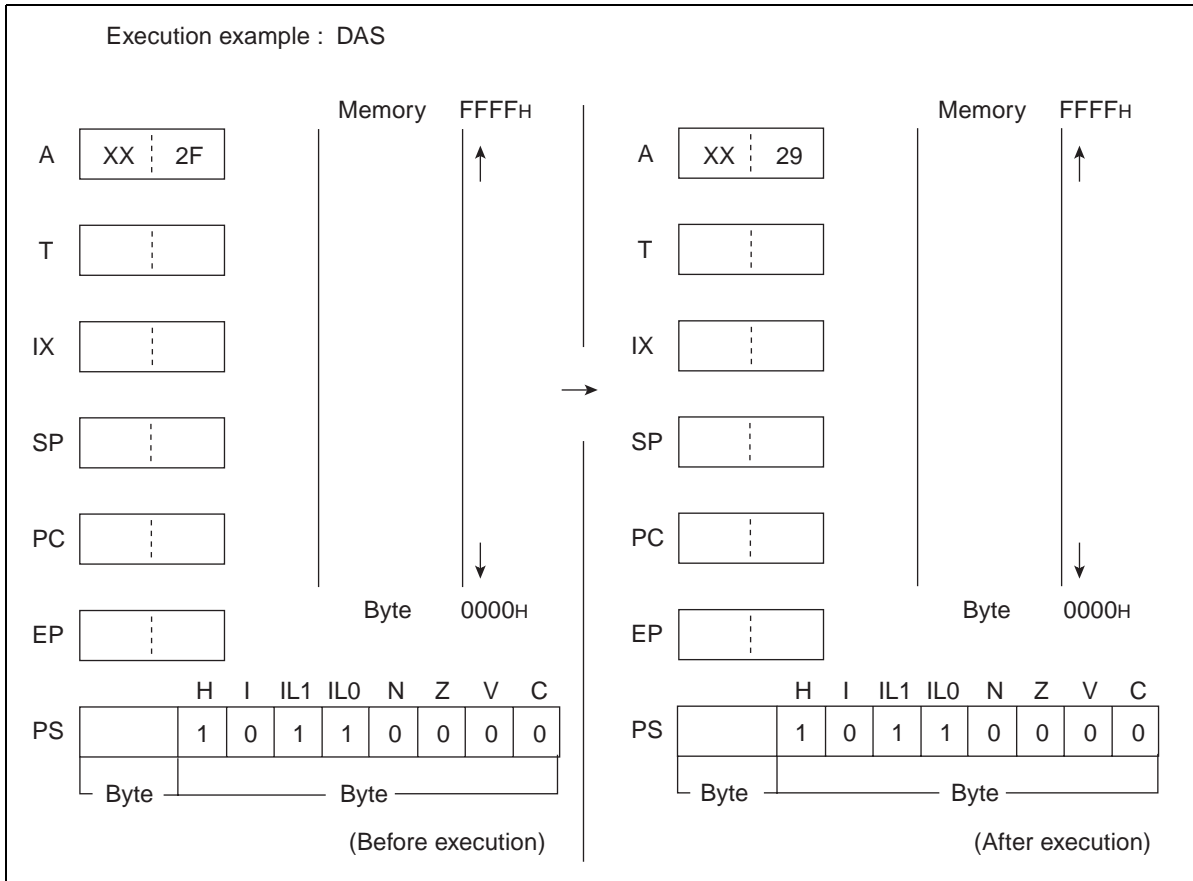 Execution example : DAS
Memory FFFFH
A XX 2F
T
IX
SP
PC
Byte 0000H
EP
H I IL1 IL0 N Z V C
PS 1 0 1 1 0 0 0 0
Byte Byte
(Before execution)
Memory FFFFH
A XX 29
T
IX
SP
PC
Byte 0000H
EP
H I IL1 IL0 N Z V C
PS 1 0 1 1 0 0 0 0
Byte Byte
(After execution)